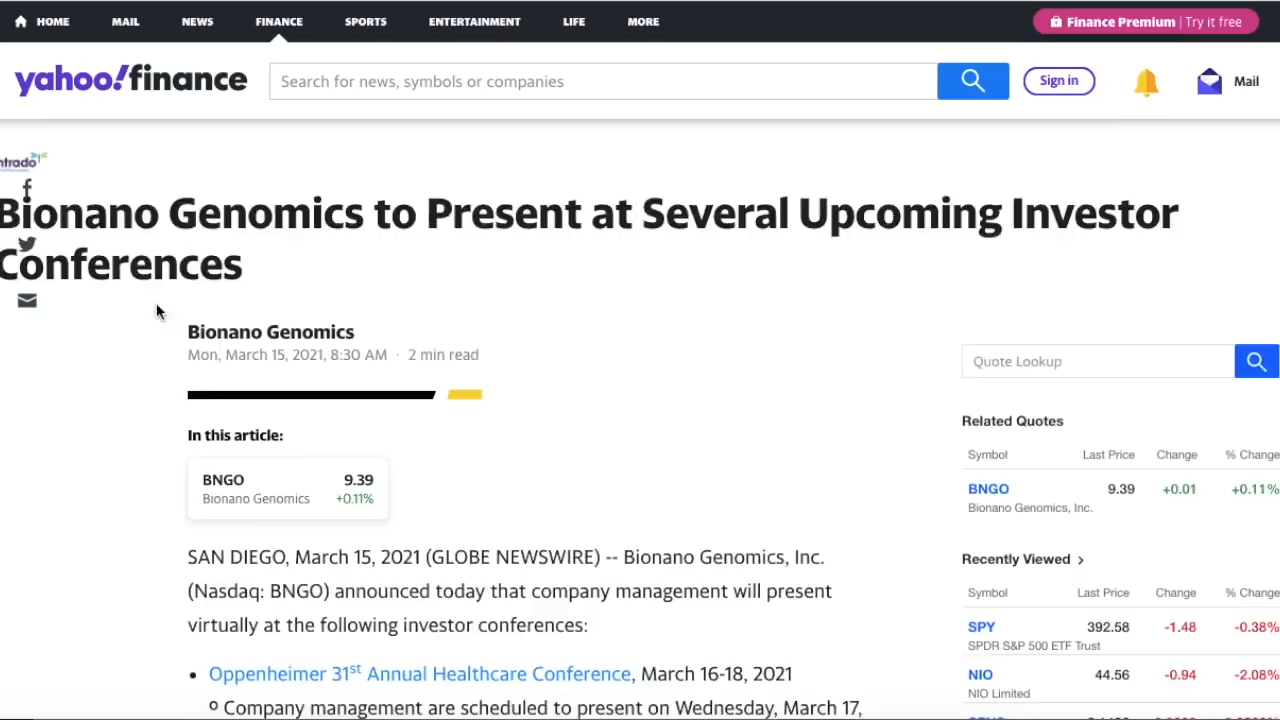 HOME MAIL NEWS FINANCE SPORTS ENTERTAINMENT LIFE MORE Finance Premium | Try it free
yahoo!finance Search for news, symbols or companies Sign in Mail
ntrado
Bionano Genomics to Present at Several Upcoming Investor
Conferences
Bionano Genomics
Mon, March 15, 2021, 8:30 AM · 2 min read
In this article:
BNGO 9.39
Bionano Genomics +0.11%
SAN DIEGO, March 15, 2021 (GLOBE NEWSWIRE) -- Bionano Genomics, Inc.
(Nasdaq: BNGO) announced today that company management will present
virtually at the following investor conferences:
• Oppenheimer 31st Annual Healthcare Conference, March 16-18, 2021
º Company management are scheduled to present on Wednesday, March 17,
Quote Lookup
Related Quotes
Symbol Last Price Change % Change
BNGO 9.39 +0.01 +0.11%
Bionano Genomics, Inc.
Recently Viewed >
Symbol Last Price Change % Change
SPY 392.58 -1.48 -0.38%
SPDR S&P 500 ETF Trust
NIO 44.56 -0.94 -2.08%
NIO Limited